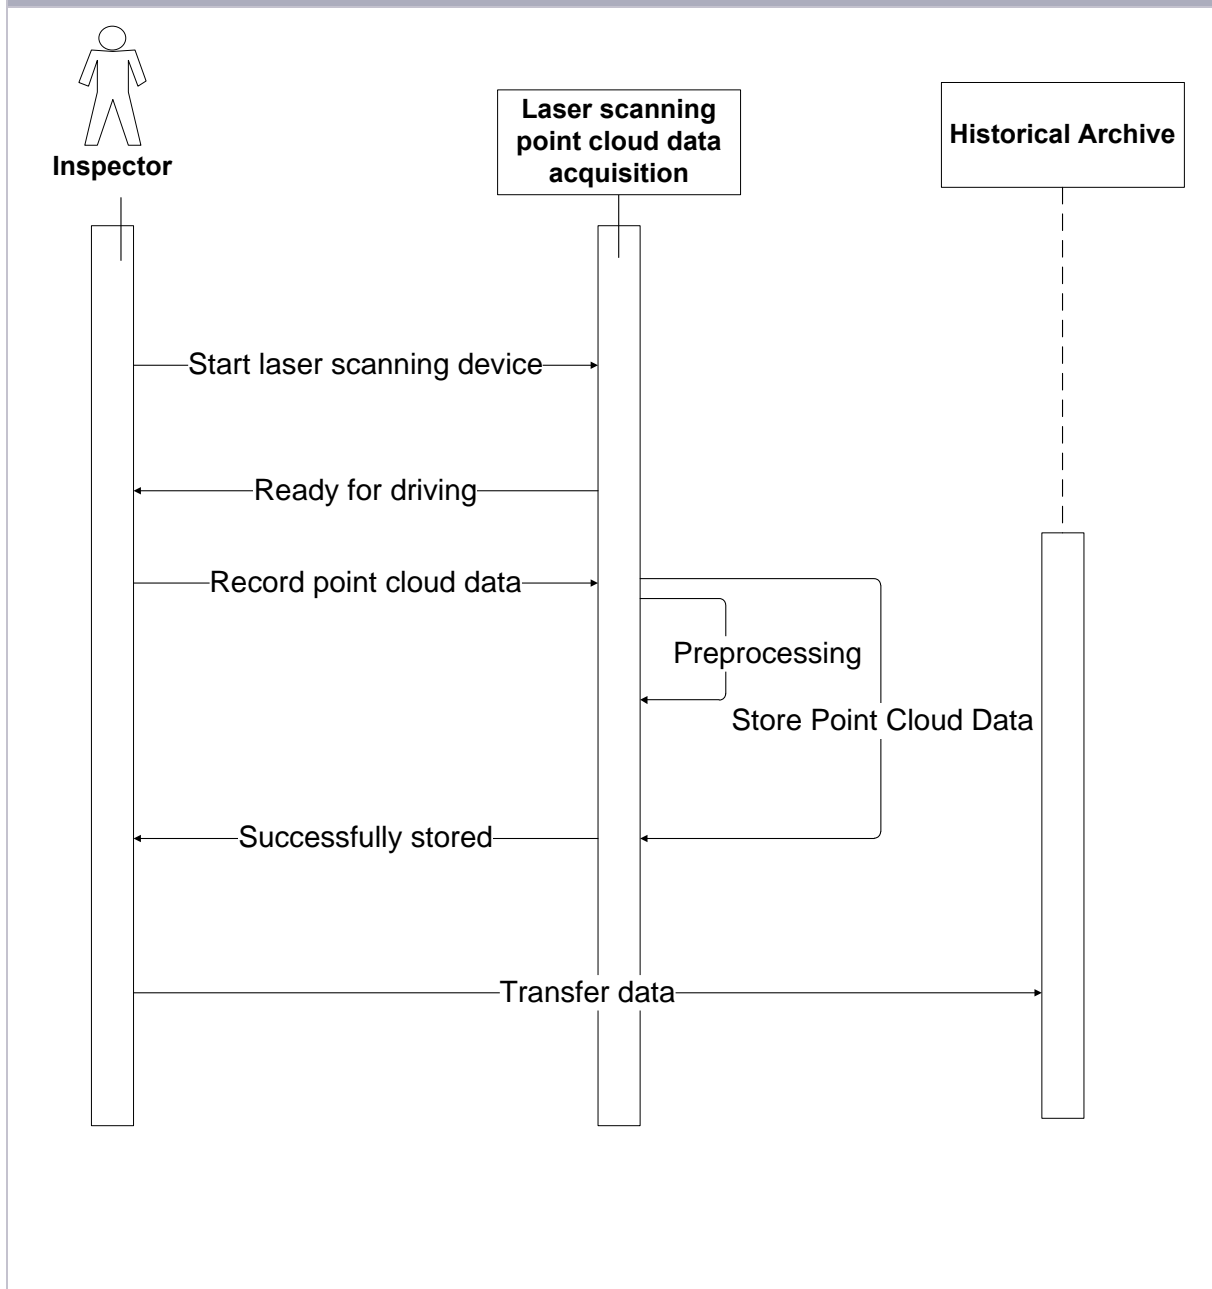 Inspector
Laser scanning
point cloud data
acquisition
Historical Archive
Start laser scanning device
Ready for driving
Record point cloud data
Preprocessing
Store Point Cloud Data
Successfully stored
Transfer data